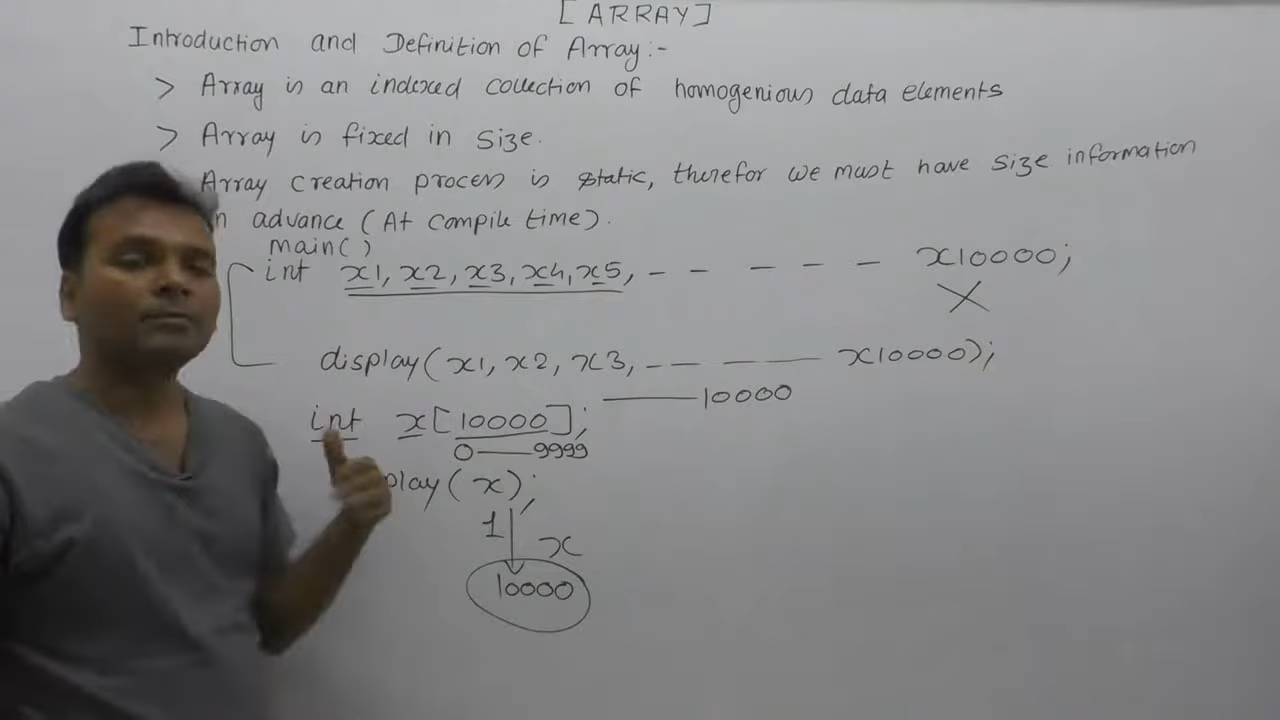 [ARRAY]
Introduction and Definition of Array:-
> Array is an indexed collection of homogenious data elements
> Array is fixed in size.
Array creation process is static, therefor we must have size information
n advance (At compile time).
main()
int x1, x2, x3, x4, x5, - - - - - x10000;
display(x1, x2, x3, - - — x10000);
— 10000
int x[10000];
0 — 9999
play(x);
1
x
10000